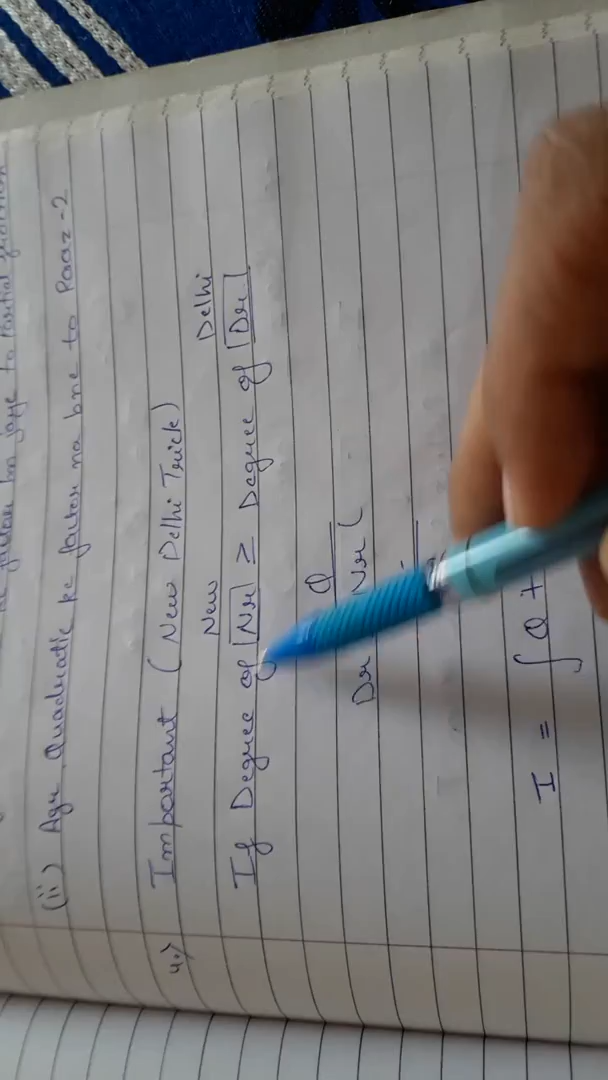 (ii) Agr Quadratic ke factor na bne to Paaz-2
4.) Important (New Delhi Trick)
New Delhi
If Degree of Nr ≥ Degree of Dr
Q
Dr Nr (
I = ∫ Q +